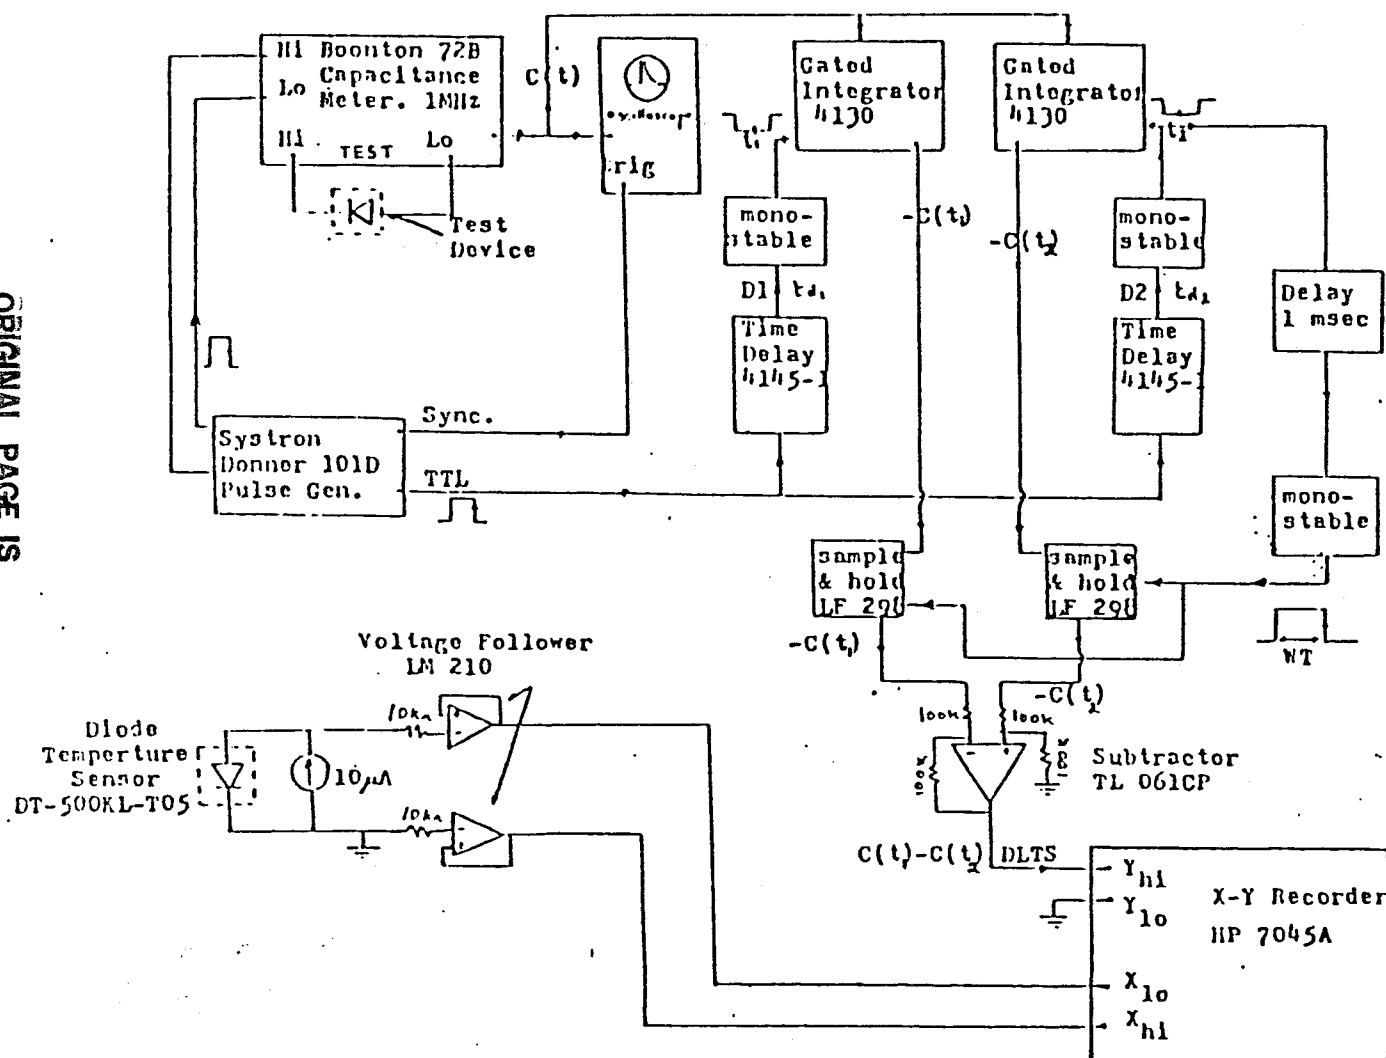 Hi Boonton 72B
Lo Capacitance
Meter. 1MHz
Hi TEST Lo
C(t)
trig
Test
Device
Gated
Integrator
4130
Gated
Integrator
4130
t₁
t₁
mono-
stable
-C(t₁)
-C(t₂)
mono-
stable
D1 td₁
D2 td₂
Time
Delay
4145-1
Time
Delay
4145-1
Delay
1 msec
Systron
Donner 101D
Pulse Gen.
Sync.
TTL
mono-
stable
sample
& hold
LF 298
sample
& hold
LF 298
WT
-C(t₁)
-C(t₂)
Voltage Follower
LM 210
10kΩ
10kΩ
Diode
Temperture
Sensor
DT-500KL-TO5
10µA
100K
100K
100K
Subtractor
TL 061CP
C(t₁)-C(t₂) DLTS
Yhi
Ylo
X-Y Recorder
HP 7045A
Xlo
Xhi
ORIGINAL PAGE IS